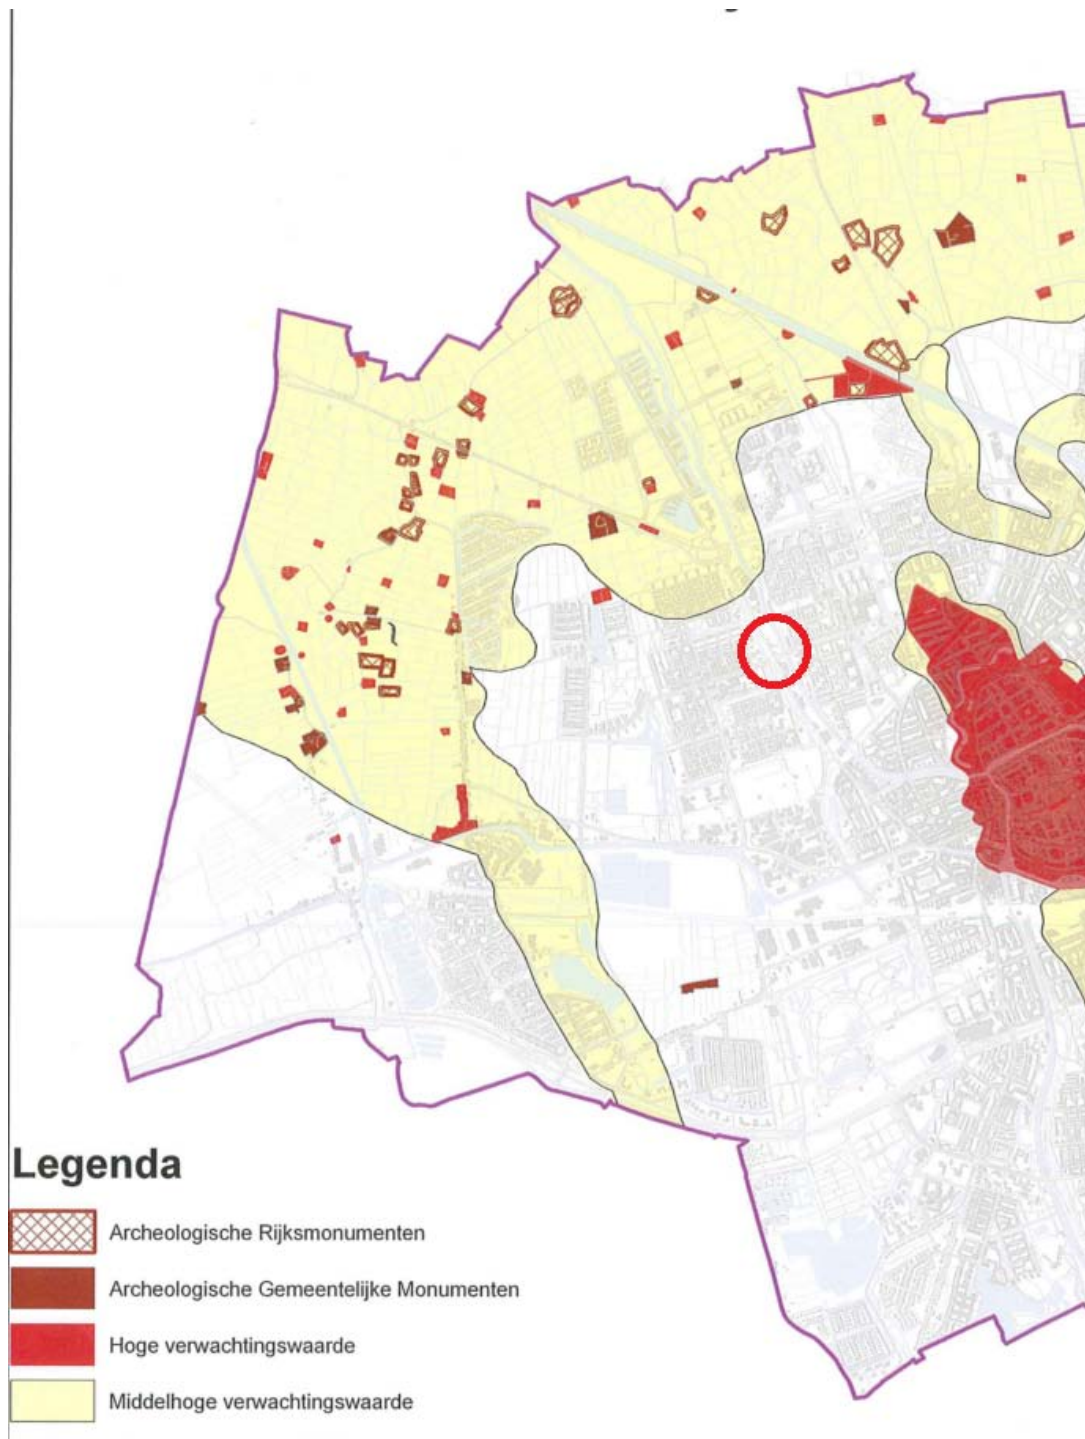 Legenda
Archeologische Rijksmonumenten
Archeologische Gemeentelijke Monumenten
Hoge verwachtingswaarde
Middelhoge verwachtingswaarde